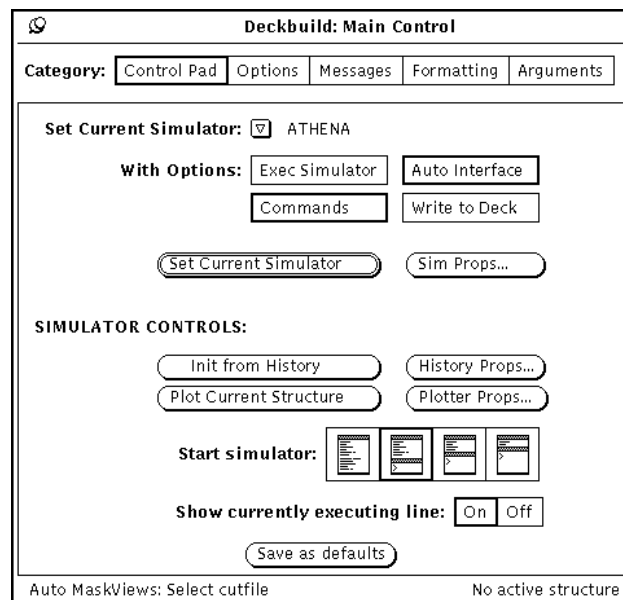 Deckbuild: Main Control
Category: Control Pad Options Messages Formatting Arguments
Set Current Simulator: ATHENA
With Options: Exec Simulator Auto Interface
Commands Write to Deck
Set Current Simulator Sim Props...
SIMULATOR CONTROLS:
Init from History History Props...
Plot Current Structure Plotter Props...
Start simulator:
Show currently executing line: On Off
Save as defaults
Auto MaskViews: Select cutfile No active structure